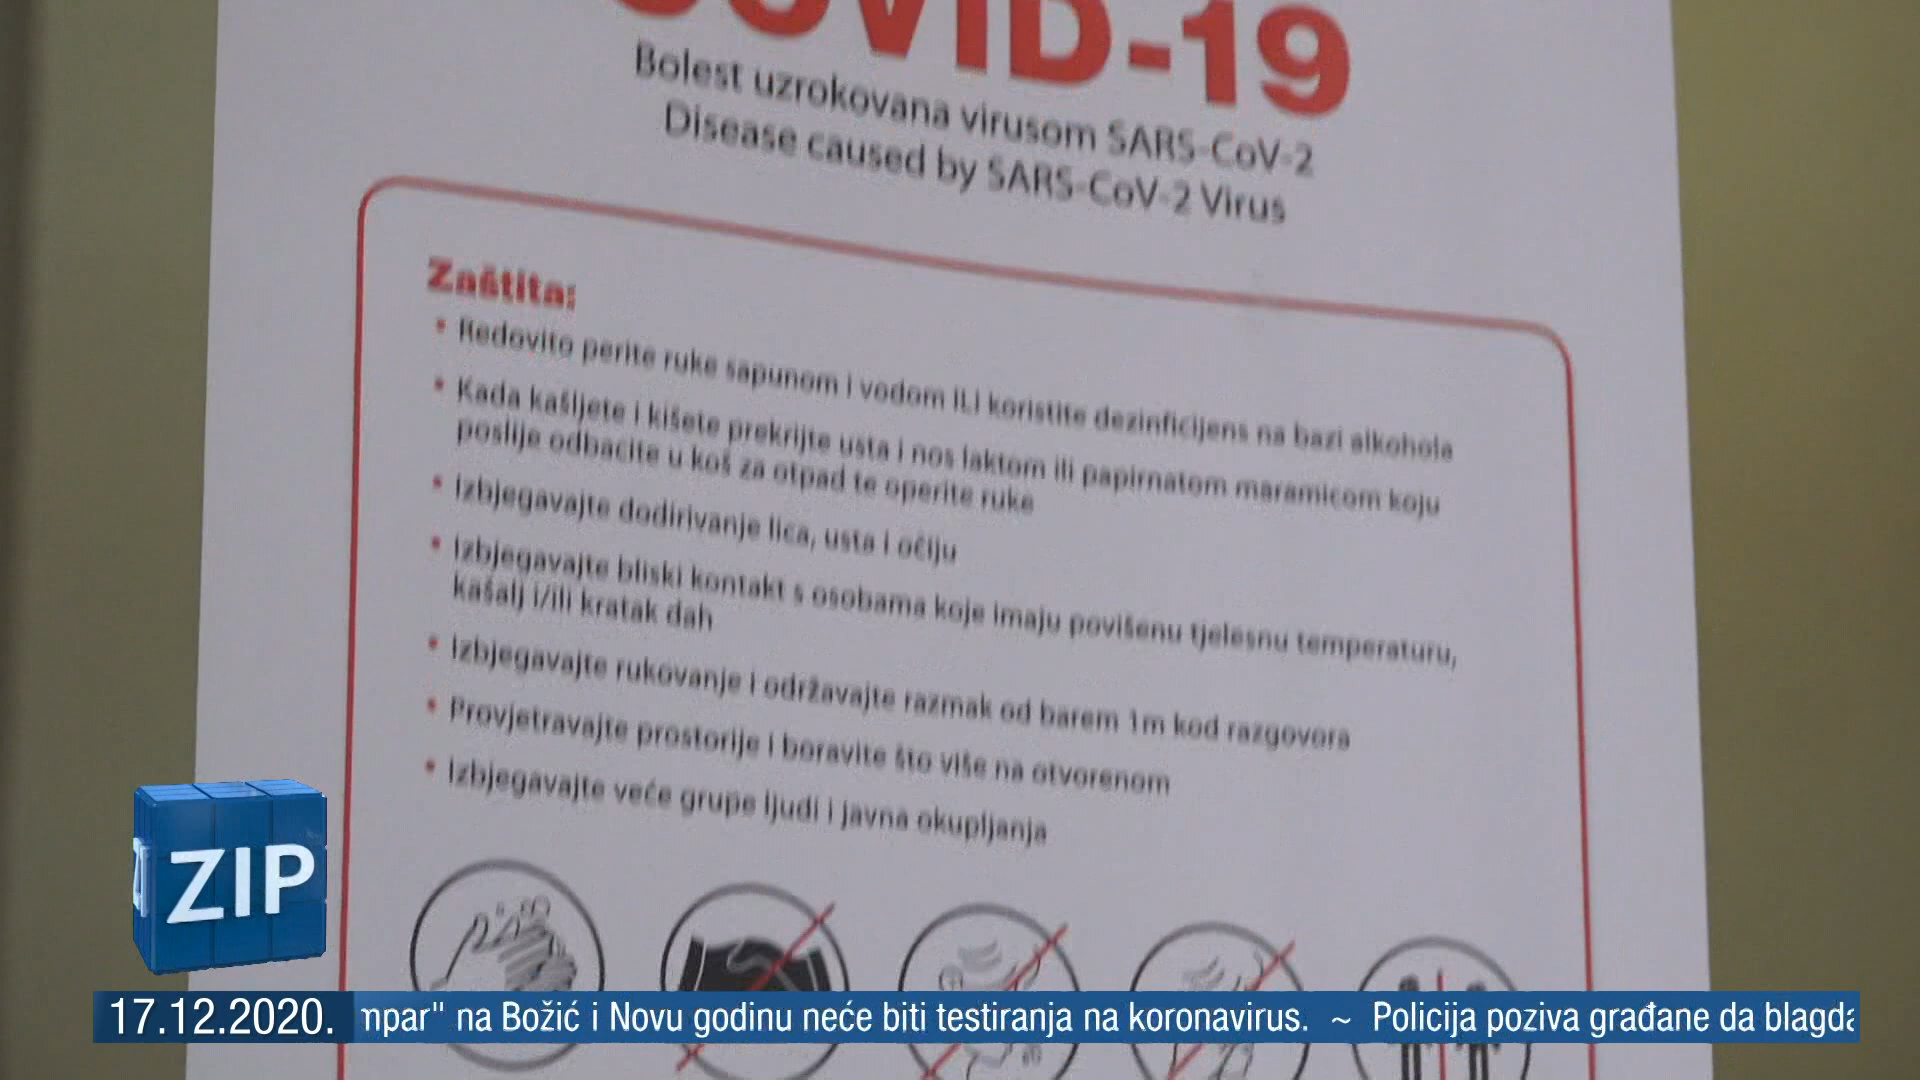 COVID-19
Bolest uzrokovana virusom SARS-CoV-2
Disease caused by SARS-CoV-2 Virus
Zaštita:
• Redovito perite ruke sapunom i vodom ILI koristite dezinficijens na bazi alkohola
• Kada kašljete i kišete prekrijte usta i nos laktom ili papirnatom maramicom koju
poslije odbacite u koš za otpad te operite ruke
• Izbjegavajte dodirivanje lica, usta i očiju
• Izbjegavajte bliski kontakt s osobama koje imaju povišenu tjelesnu temperaturu,
kašalj i/ili kratak dah
• Izbjegavajte rukovanje i održavajte razmak od barem 1m kod razgovora
• Provjetravajte prostorije i boravite što više na otvorenom
• Izbjegavajte veće grupe ljudi i javna okupljanja
ZIP
17.12.2020. mpar" na Božić i Novu godinu neće biti testiranja na koronavirus. ~ Policija poziva građane da blagda